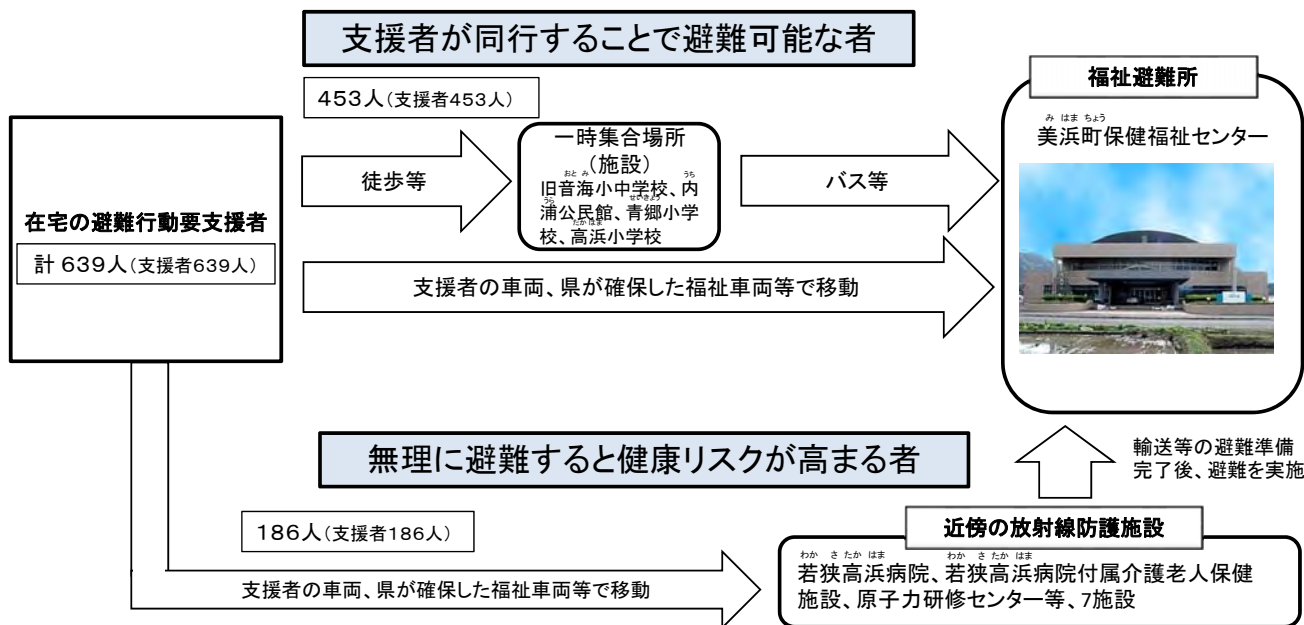 支援者が同行することで避難可能な者
453人(支援者453人)
在宅の避難行動要支援者
計 639人(支援者639人)
徒歩等
一時集合場所
(施設)
おと み うち
旧音海小中学校、内
うら せいきょう
浦公民館、青郷小学
たか はま
校、高浜小学校
バス等
支援者の車両、県が確保した福祉車両等で移動
福祉避難所
み はま ちょう
美浜町保健福祉センター
無理に避難すると健康リスクが高まる者
輸送等の避難準備
完了後、避難を実施
186人(支援者186人)
支援者の車両、県が確保した福祉車両等で移動
近傍の放射線防護施設
わか さ たか はま わか さ たか はま
若狭高浜病院、若狭高浜病院付属介護老人保健
施設、原子力研修センター等、7施設